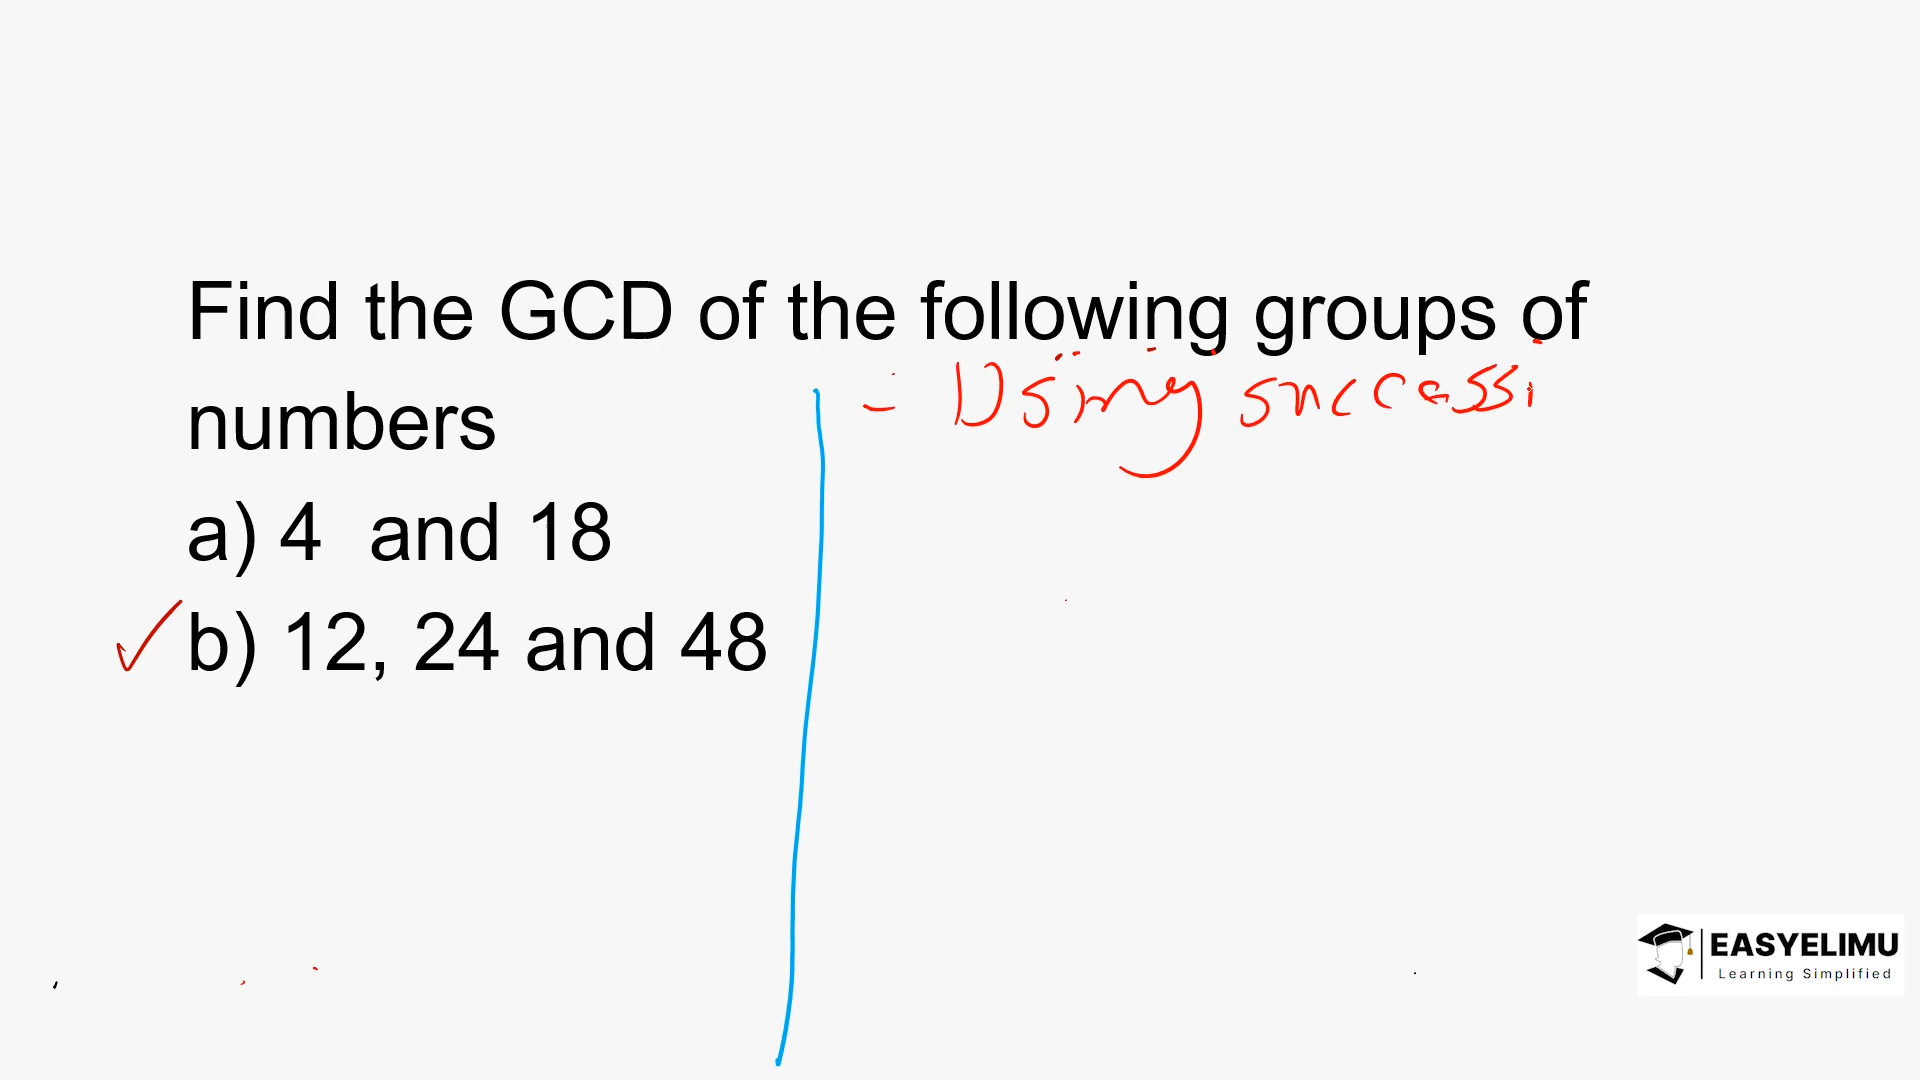 Find the GCD of the following groups of
numbers
- Using successi
a) 4 and 18
b) 12, 24 and 48
EASYELIMU
Learning Simplified